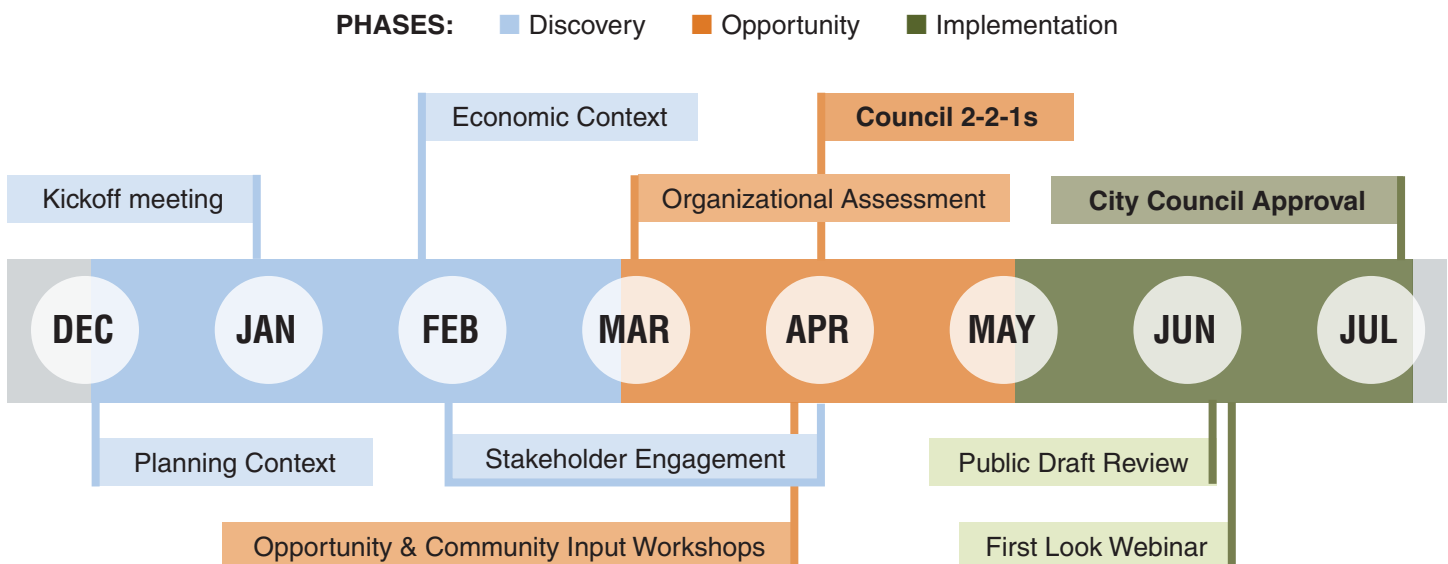 PHASES: Discovery Opportunity Implementation
Economic Context
Council 2-2-1s
Kickoff meeting
Organizational Assessment
City Council Approval
DEC JAN FEB MAR APR MAY JUN JUL
Planning Context
Stakeholder Engagement
Public Draft Review
Opportunity & Community Input Workshops
First Look Webinar